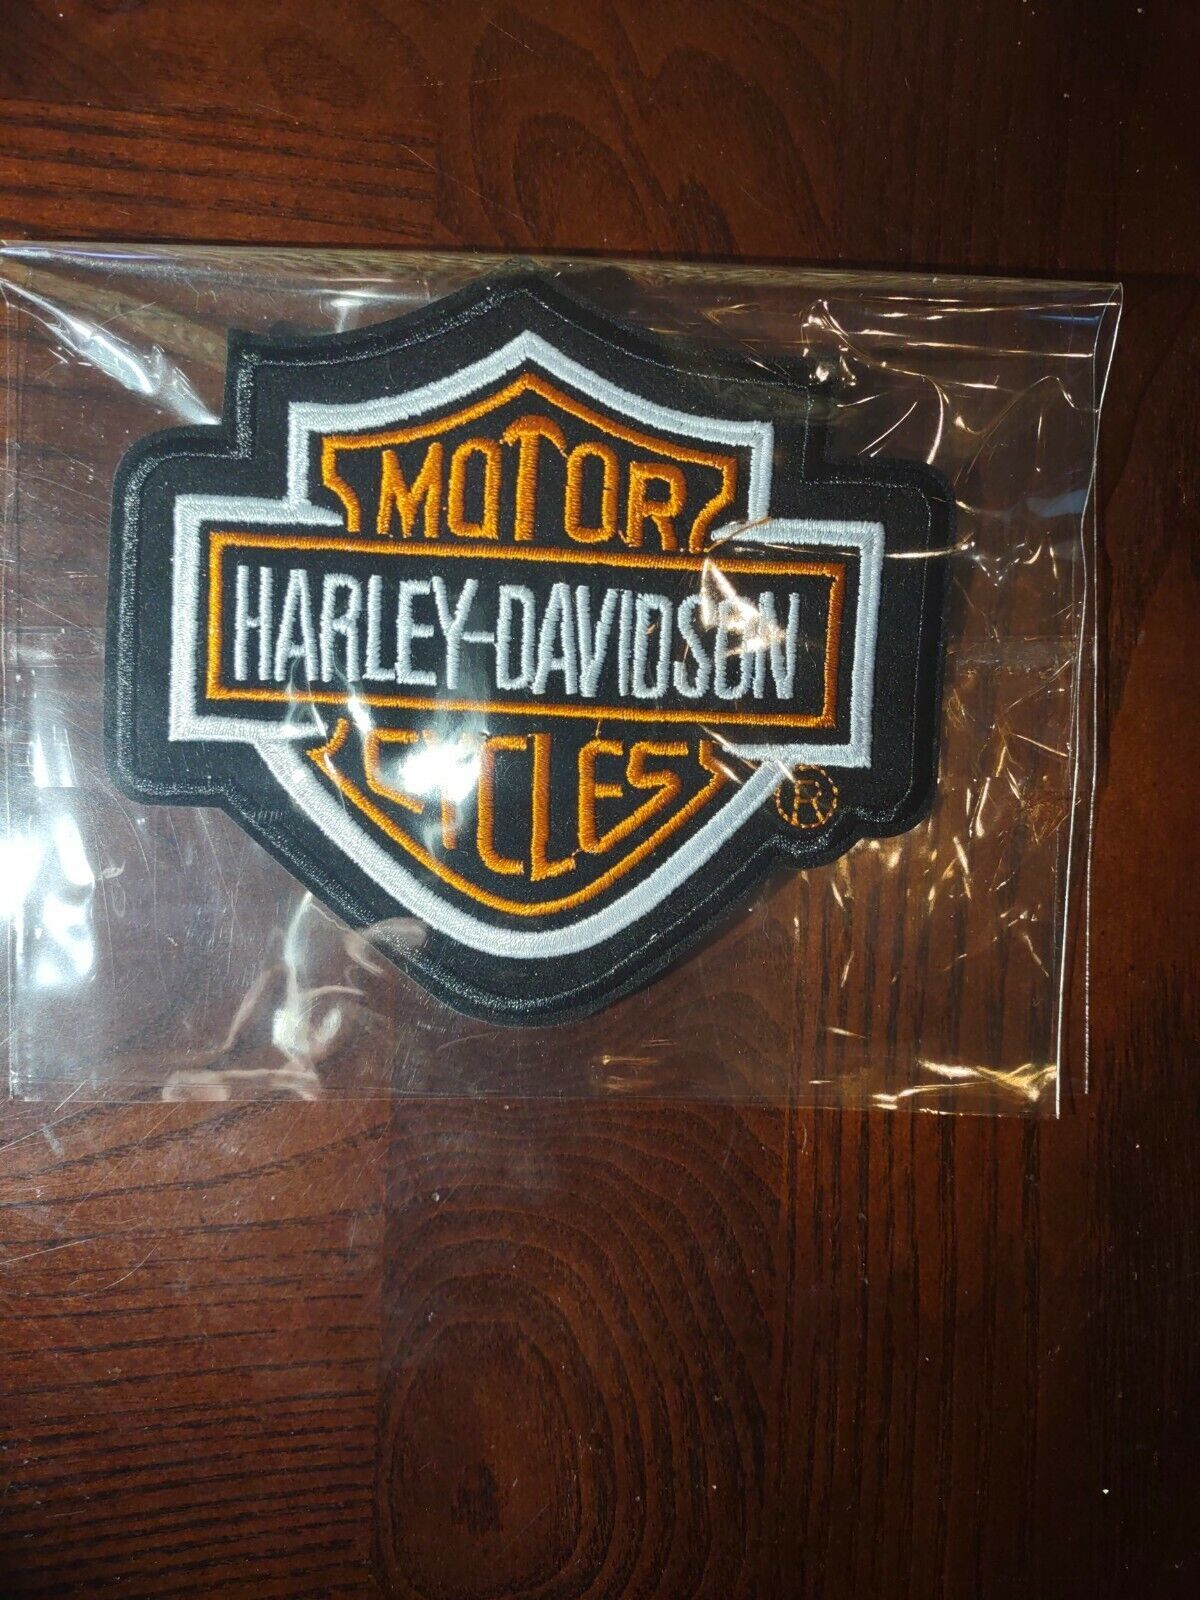 MOTOR
HARLEY-DAVIDSON
CYCLES
®